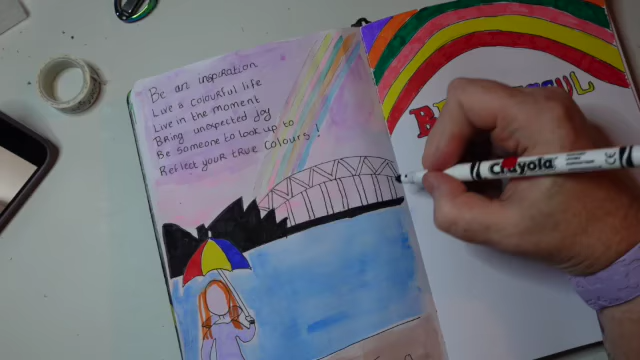 Be an inspiration
Live a colourful life
Live in the moment
Bring unexpected joy
Be someone to look up to
Reflect your true colours!
Crayola